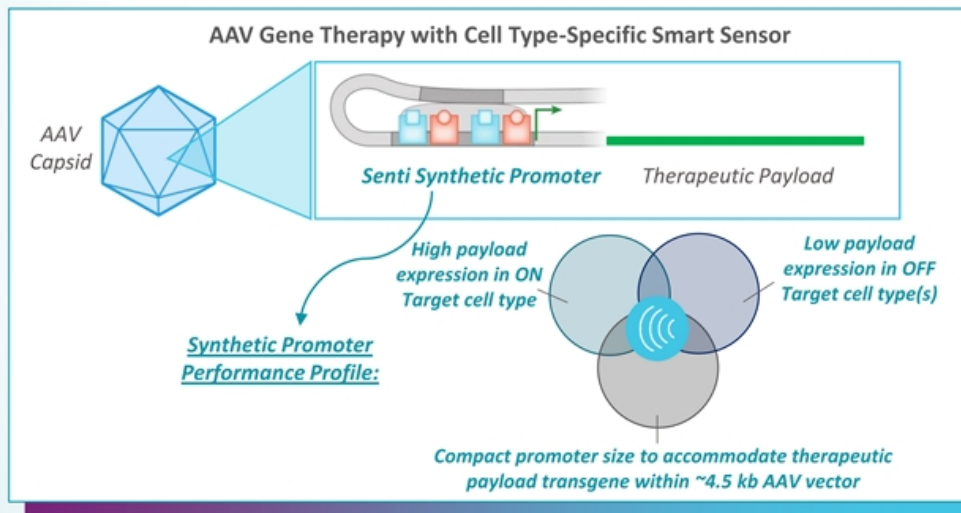 AAV Gene Therapy with Cell Type-Specific Smart Sensor
AAV
Capsid
Senti Synthetic Promoter
Therapeutic Payload
High payload
expression in ON
Target cell type
Low payload
expression in OFF
Target cell type(s)
Synthetic Promoter
Performance Profile:
Compact promoter size to accommodate therapeutic
payload transgene within ~4.5 kb AAV vector